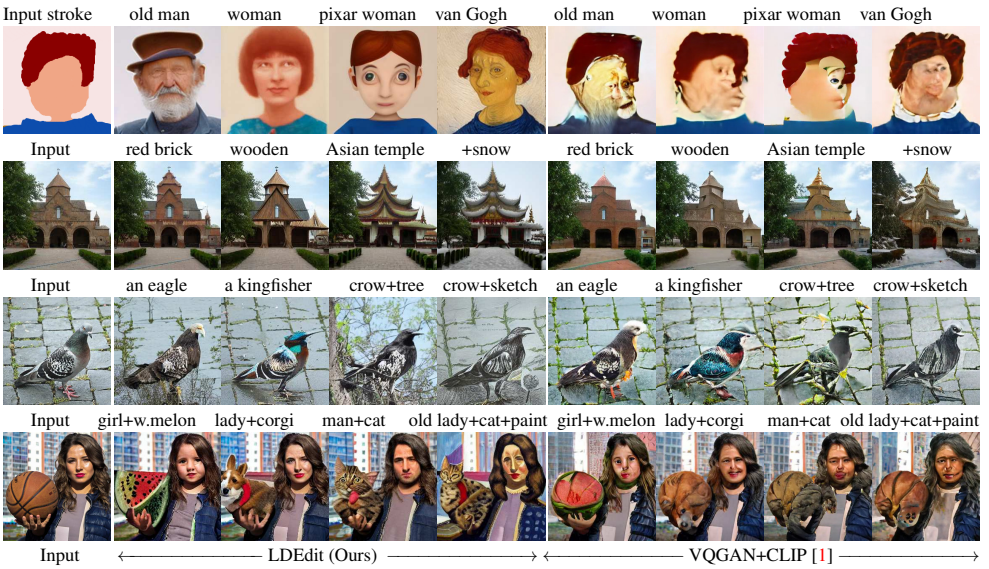 Input stroke old man woman pixar woman van Gogh old man woman pixar woman van Gogh
Input red brick wooden Asian temple +snow red brick wooden Asian temple +snow
Input an eagle a kingfisher crow+tree crow+sketch an eagle a kingfisher crow+tree crow+sketch
Input girl+w.melon lady+corgi man+cat old lady+cat+paint girl+w.melon lady+corgi man+cat old lady+cat+paint
Input LDEdit (Ours) VQGAN+CLIP [1]